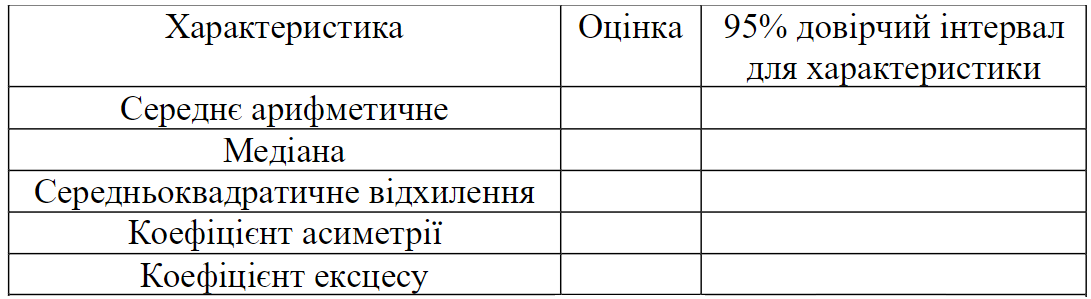 Характеристика Оцінка 95% довірчий інтервал
для характеристики
Середнє арифметичне
Медіана
Середньоквадратичне відхилення
Коефіцієнт асиметрії
Коефіцієнт ексцесу